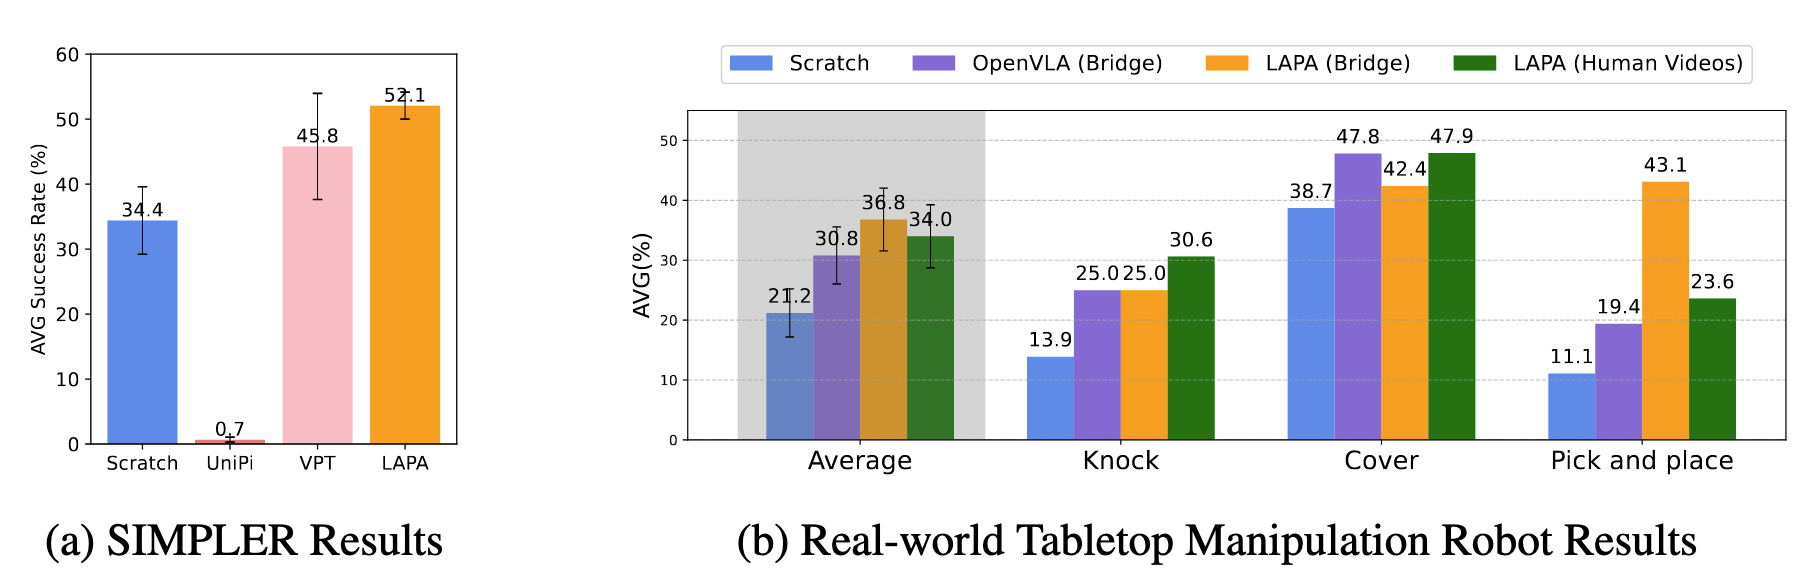 60
50
40
30
20
10
0
AVG Success Rate (%)
34.4
0.7
45.8
52.1
Scratch UniPi VPT LAPA
(a) SIMPLER Results
Scratch OpenVLA (Bridge) LAPA (Bridge) LAPA (Human Videos)
50
40
30
20
10
0
AVG(%)
21.2 30.8 36.8 34.0
13.9 25.0 25.0 30.6
38.7 47.8 42.4 47.9
11.1 19.4 43.1 23.6
Average Knock Cover Pick and place
(b) Real-world Tabletop Manipulation Robot Results